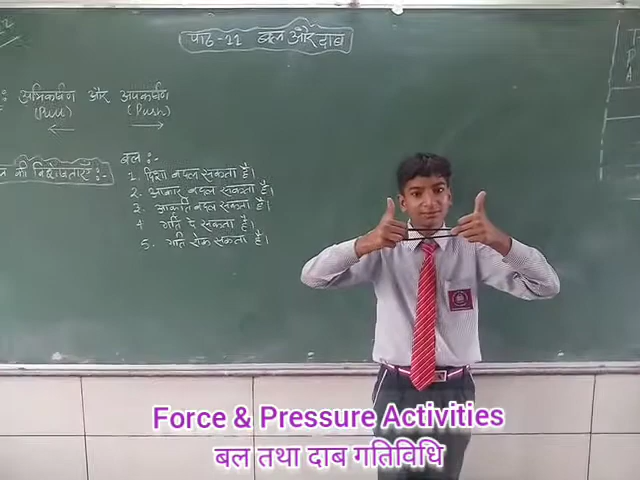 पाठ-11 बल और दाब
अभिकर्षण और अपकर्षण
(Pull) (Push)
की विशेषताएँ:-
बल:-
1. दिशा बदल सकता है।
2. आकार बदल सकता है।
3. आकृति बदल सकता है।
4 गति दे सकता है।
5. गति रोक सकता है।
Force & Pressure Activities
बल तथा दाब गतिविधि